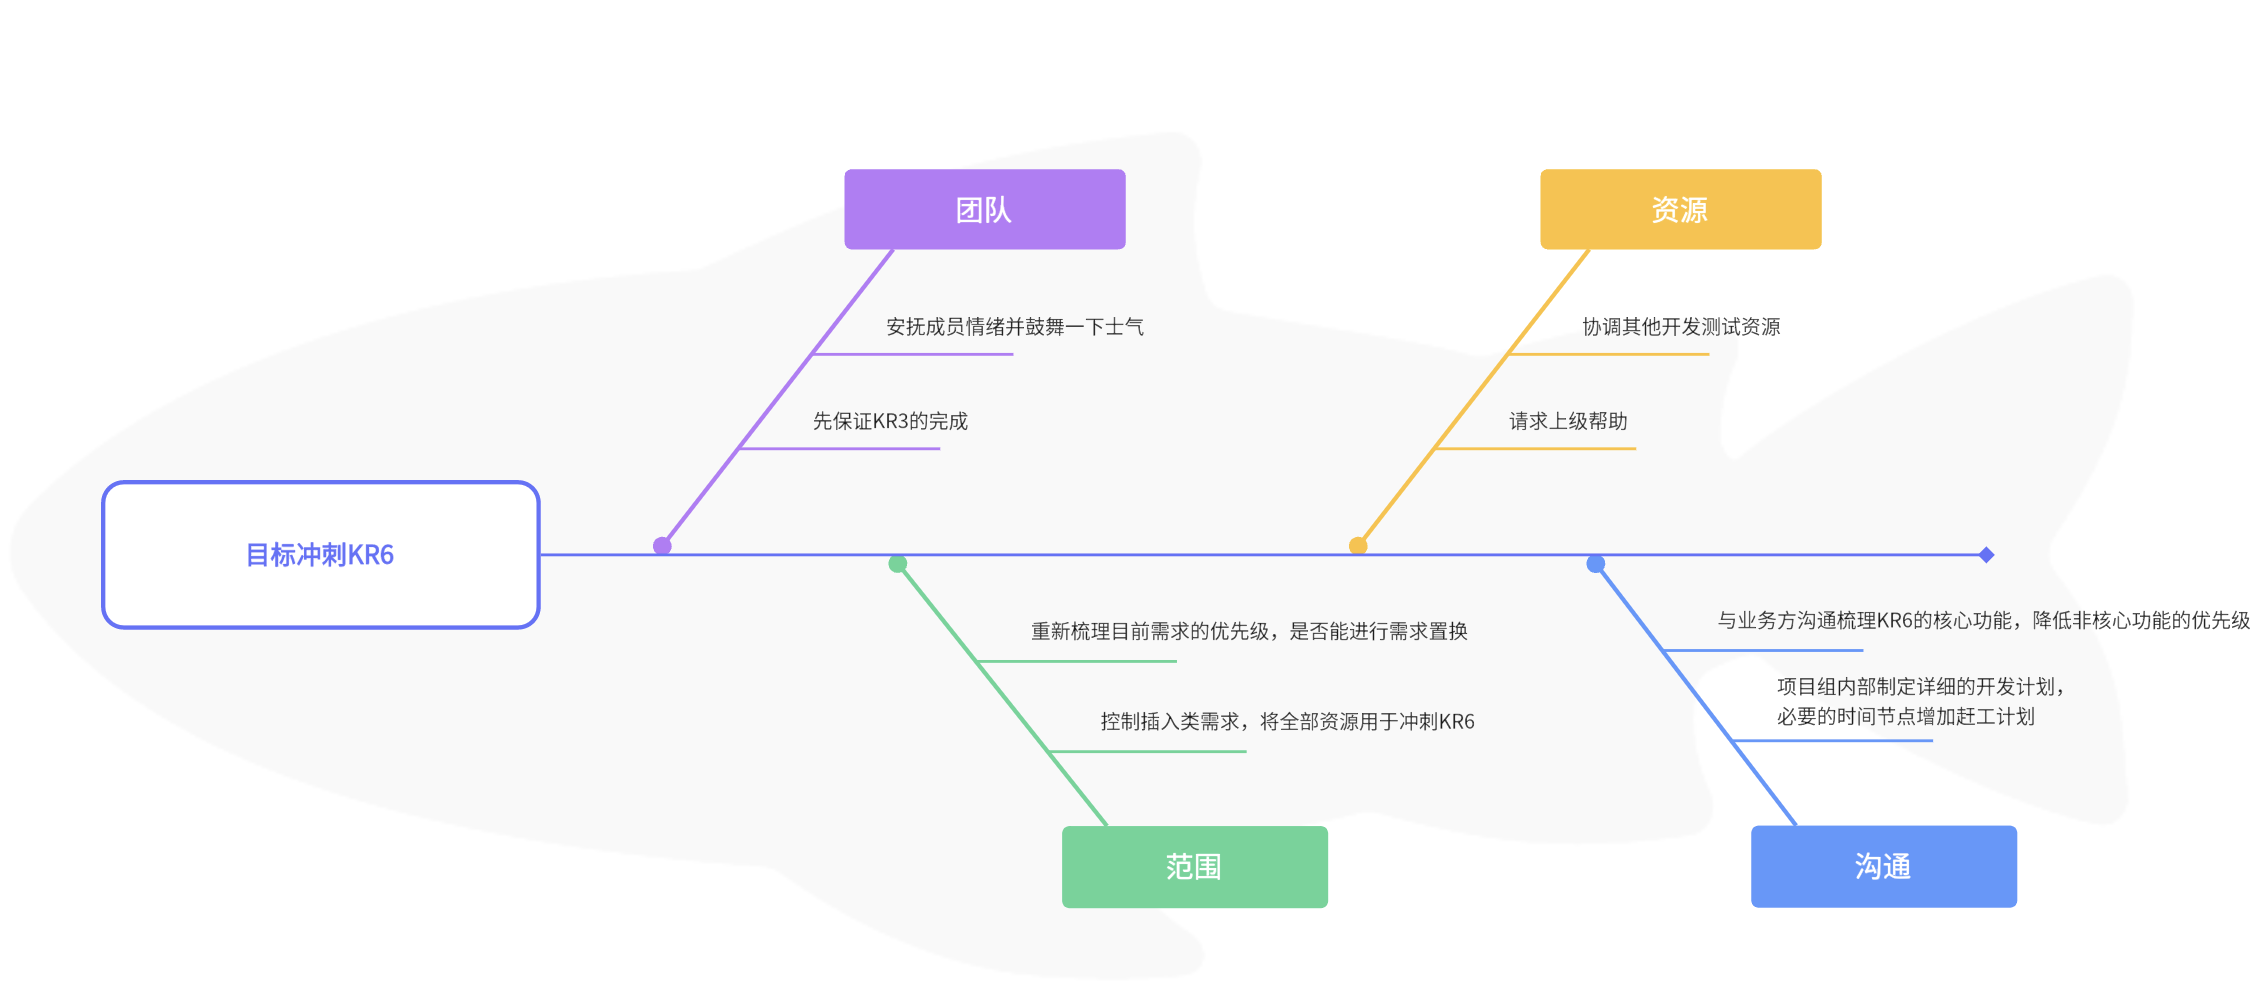 团队
资源
安抚成员情绪并鼓舞一下士气
协调其他开发测试资源
先保证KR3的完成
请求上级帮助
目标冲刺KR6
与业务方沟通梳理KR6的核心功能，降低非核心功能的优先级
重新梳理目前需求的优先级，是否能进行需求置换
项目组内部制定详细的开发计划，
必要的时间节点增加赶工计划
控制插入类需求，将全部资源用于冲刺KR6
范围
沟通